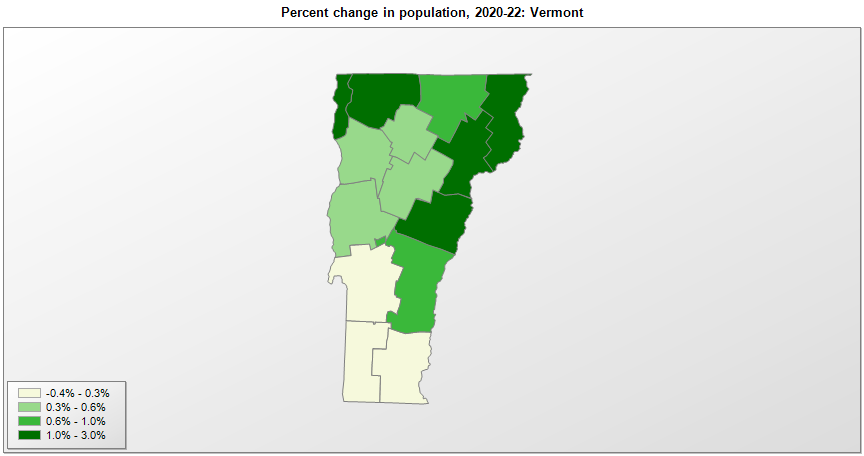 Percent change in population, 2020-22: Vermont
-0.4% - 0.3%
0.3% - 0.6%
0.6% - 1.0%
1.0% - 3.0%